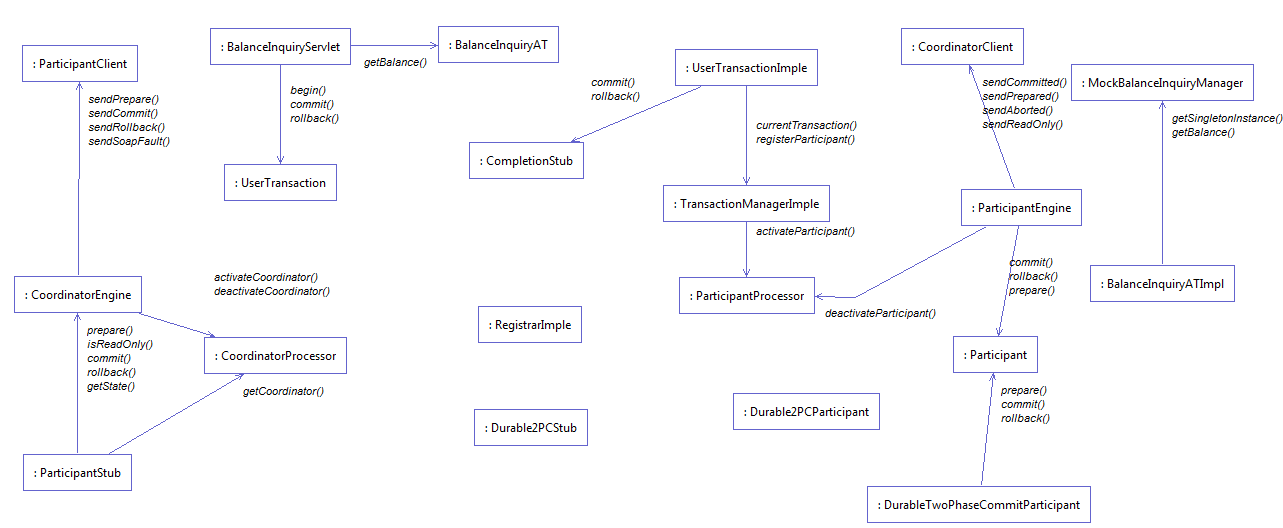 : BalanceInquiryServlet
: BalanceInquiryAT
getBalance()
: CoordinatorClient
: ParticipantClient
: UserTransactionImple
: MockBalanceInquiryManager
sendPrepare()
sendCommit()
sendRollback()
sendSoapFault()
begin()
commit()
rollback()
commit()
rollback()
sendCommitted()
sendPrepared()
sendAborted()
sendReadOnly()
getSingletonInstance()
getBalance()
currentTransaction()
registerParticipant()
: CompletionStub
: UserTransaction
: TransactionManagerImple
: ParticipantEngine
activateParticipant()
commit()
rollback()
prepare()
activateCoordinator()
deactivateCoordinator()
: CoordinatorEngine
: ParticipantProcessor
: BalanceInquiryATImpl
deactivateParticipant()
: RegistrarImple
prepare()
isReadOnly()
commit()
rollback()
getState()
: CoordinatorProcessor
: Participant
getCoordinator()
prepare()
commit()
rollback()
: Durable2PCParticipant
: Durable2PCStub
: ParticipantStub
: DurableTwoPhaseCommitParticipant